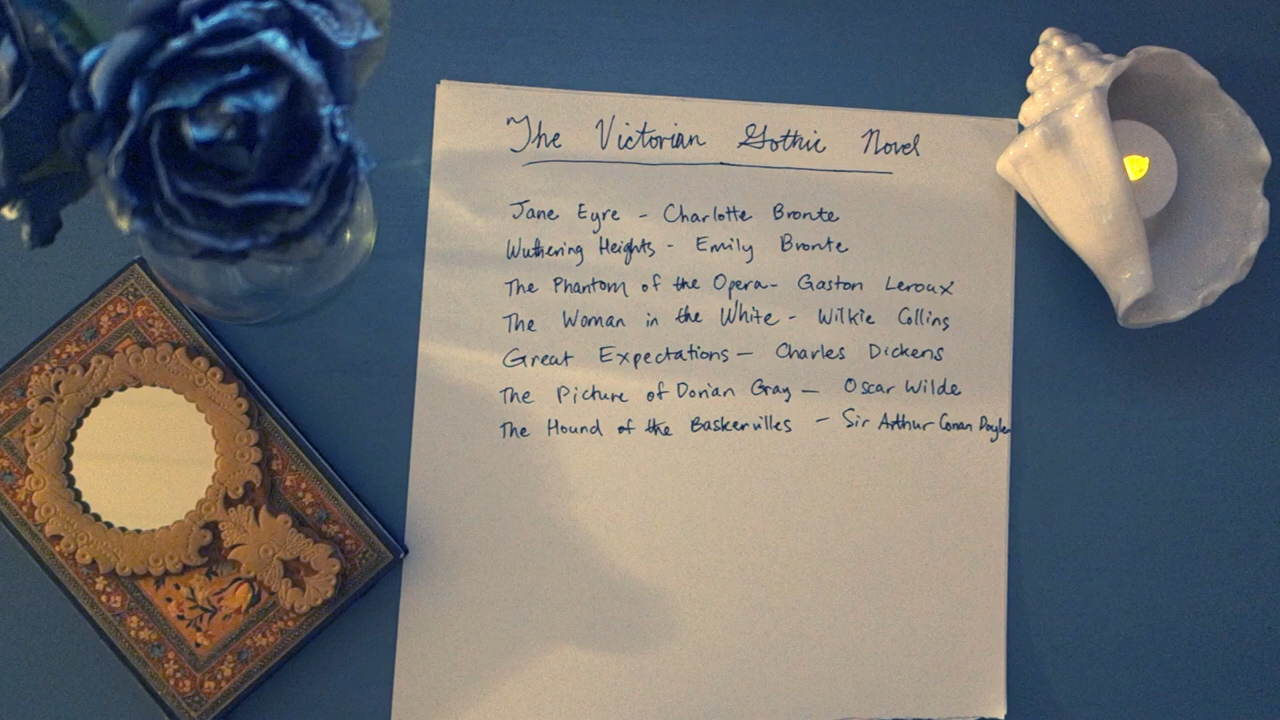 The Victorian Gothic Novel
Jane Eyre - Charlotte Bronte
Wuthering Heights - Emily Bronte
The Phantom of the Opera- Gaston Leroux
The Woman in the White - Wilkie Collins
Great Expectations - Charles Dickens
The Picture of Dorian Gray - Oscar Wilde
The Hound of the Baskervilles - Sir Arthur Conan Doyle